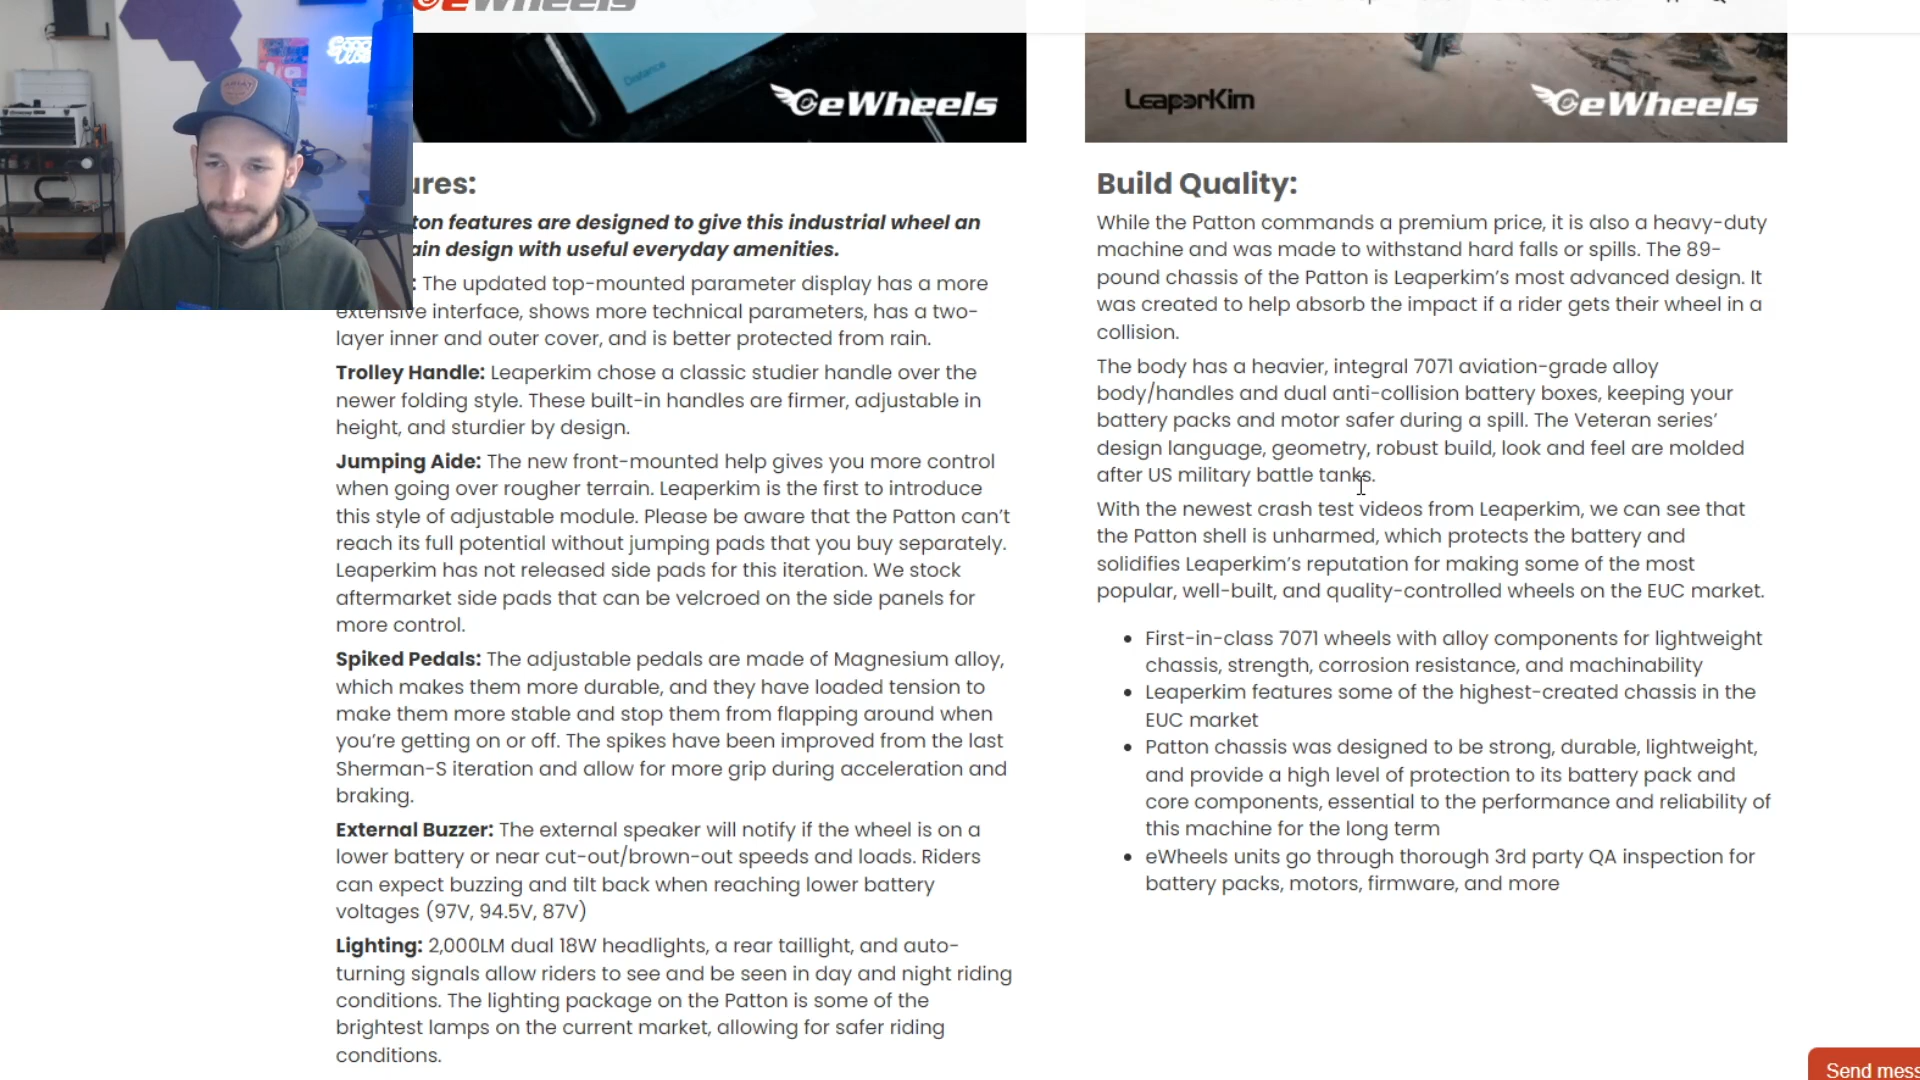 eWheels
Distance
eWheels
LeaperKim
eWheels
ures:
ton features are designed to give this industrial wheel an
ain design with useful everyday amenities.
: The updated top-mounted parameter display has a more
extensive interface, shows more technical parameters, has a two-
layer inner and outer cover, and is better protected from rain.
Trolley Handle: Leaperkim chose a classic studier handle over the
newer folding style. These built-in handles are firmer, adjustable in
height, and sturdier by design.
Jumping Aide: The new front-mounted help gives you more control
when going over rougher terrain. Leaperkim is the first to introduce
this style of adjustable module. Please be aware that the Patton can’t
reach its full potential without jumping pads that you buy separately.
Leaperkim has not released side pads for this iteration. We stock
aftermarket side pads that can be velcroed on the side panels for
more control.
Spiked Pedals: The adjustable pedals are made of Magnesium alloy,
which makes them more durable, and they have loaded tension to
make them more stable and stop them from flapping around when
you’re getting on or off. The spikes have been improved from the last
Sherman-S iteration and allow for more grip during acceleration and
braking.
External Buzzer: The external speaker will notify if the wheel is on a
lower battery or near cut-out/brown-out speeds and loads. Riders
can expect buzzing and tilt back when reaching lower battery
voltages (97V, 94.5V, 87V)
Lighting: 2,000LM dual 18W headlights, a rear taillight, and auto-
turning signals allow riders to see and be seen in day and night riding
conditions. The lighting package on the Patton is some of the
brightest lamps on the current market, allowing for safer riding
conditions.
Build Quality:
While the Patton commands a premium price, it is also a heavy-duty
machine and was made to withstand hard falls or spills. The 89-
pound chassis of the Patton is Leaperkim’s most advanced design. It
was created to help absorb the impact if a rider gets their wheel in a
collision.
The body has a heavier, integral 7071 aviation-grade alloy
body/handles and dual anti-collision battery boxes, keeping your
battery packs and motor safer during a spill. The Veteran series’
design language, geometry, robust build, look and feel are molded
after US military battle tanks.
With the newest crash test videos from Leaperkim, we can see that
the Patton shell is unharmed, which protects the battery and
solidifies Leaperkim’s reputation for making some of the most
popular, well-built, and quality-controlled wheels on the EUC market.
• First-in-class 7071 wheels with alloy components for lightweight
chassis, strength, corrosion resistance, and machinability
• Leaperkim features some of the highest-created chassis in the
EUC market
• Patton chassis was designed to be strong, durable, lightweight,
and provide a high level of protection to its battery pack and
core components, essential to the performance and reliability of
this machine for the long term
• eWheels units go through thorough 3rd party QA inspection for
battery packs, motors, firmware, and more
Send mess